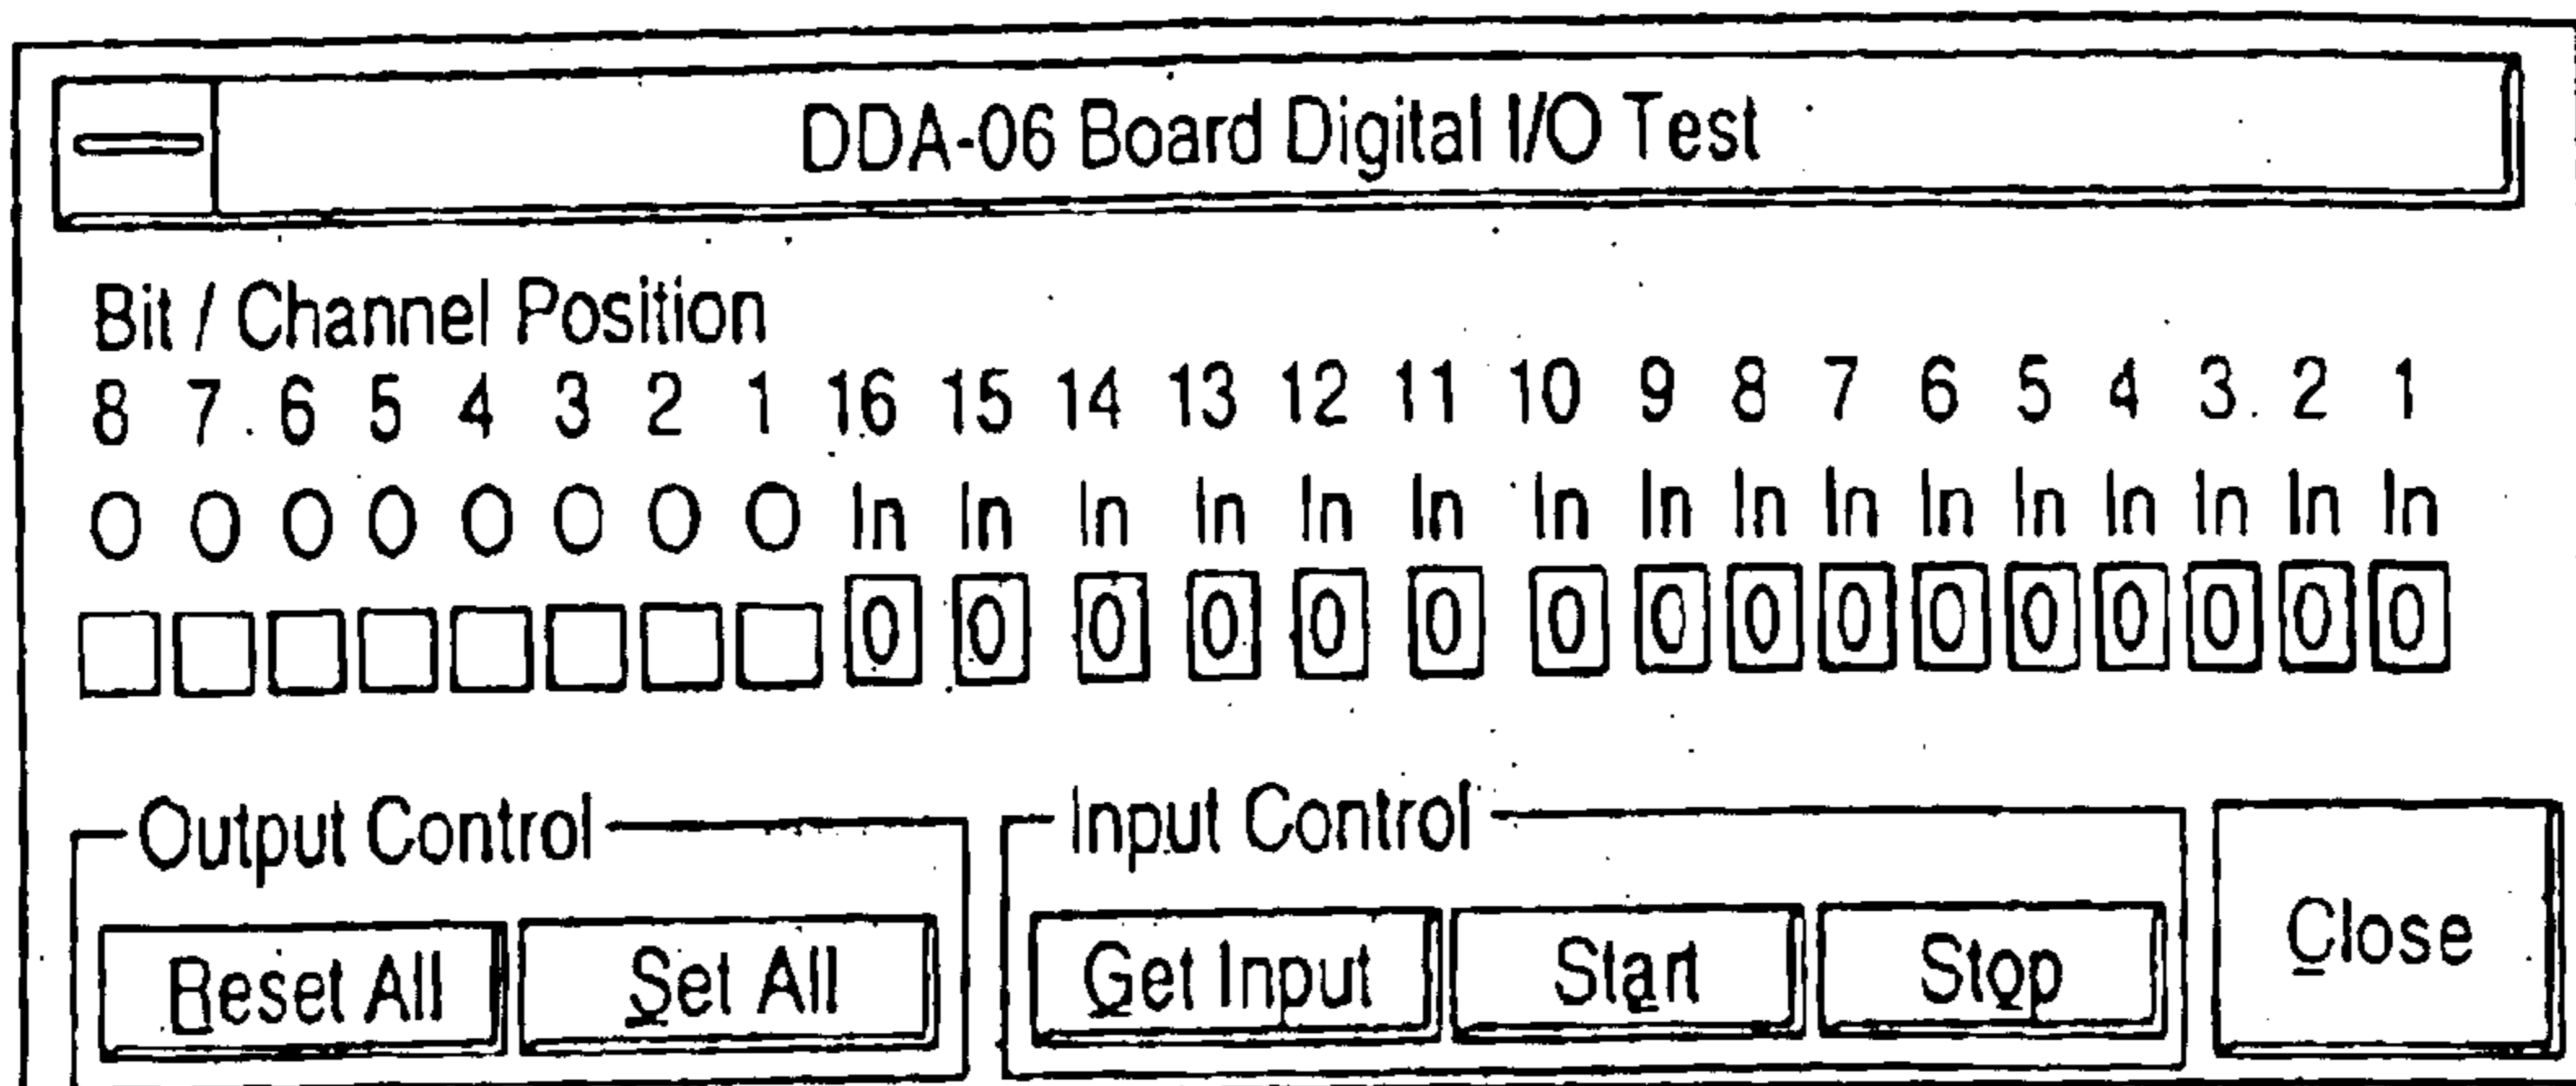 DDA-06 Board Digital I/O Test
Bit / Channel Position
8 7 6 5 4 3 2 1 16 15 14 13 12 11 10 9 8 7 6 5 4 3 2 1
O O O O O O O O In In In In In In In In In In In In In In In In
0 0 0 0 0 0 0 0 0 0 0 0 0 0 0 0
Output Control
Input Control
Reset All
Set All
Get Input
Start
Stop
Close